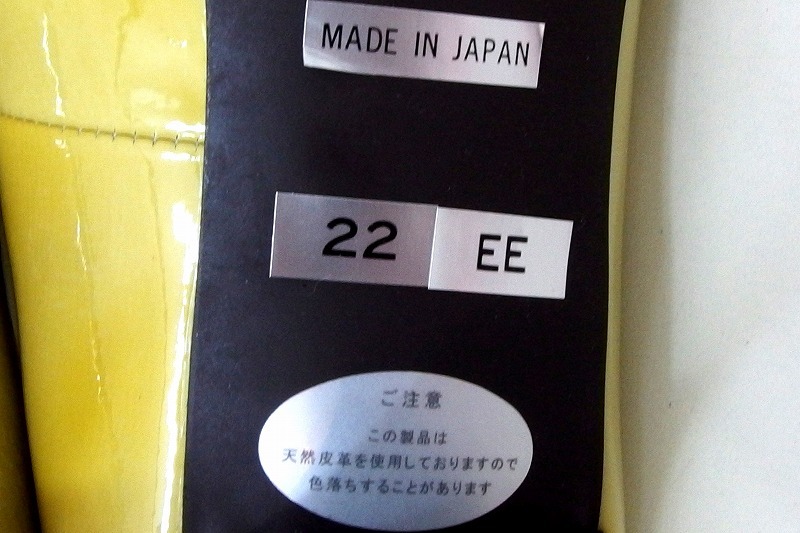 MADE IN JAPAN
22 EE
ご注意
この製品は
天然皮革を使用しておりますので
色落ちすることがあります